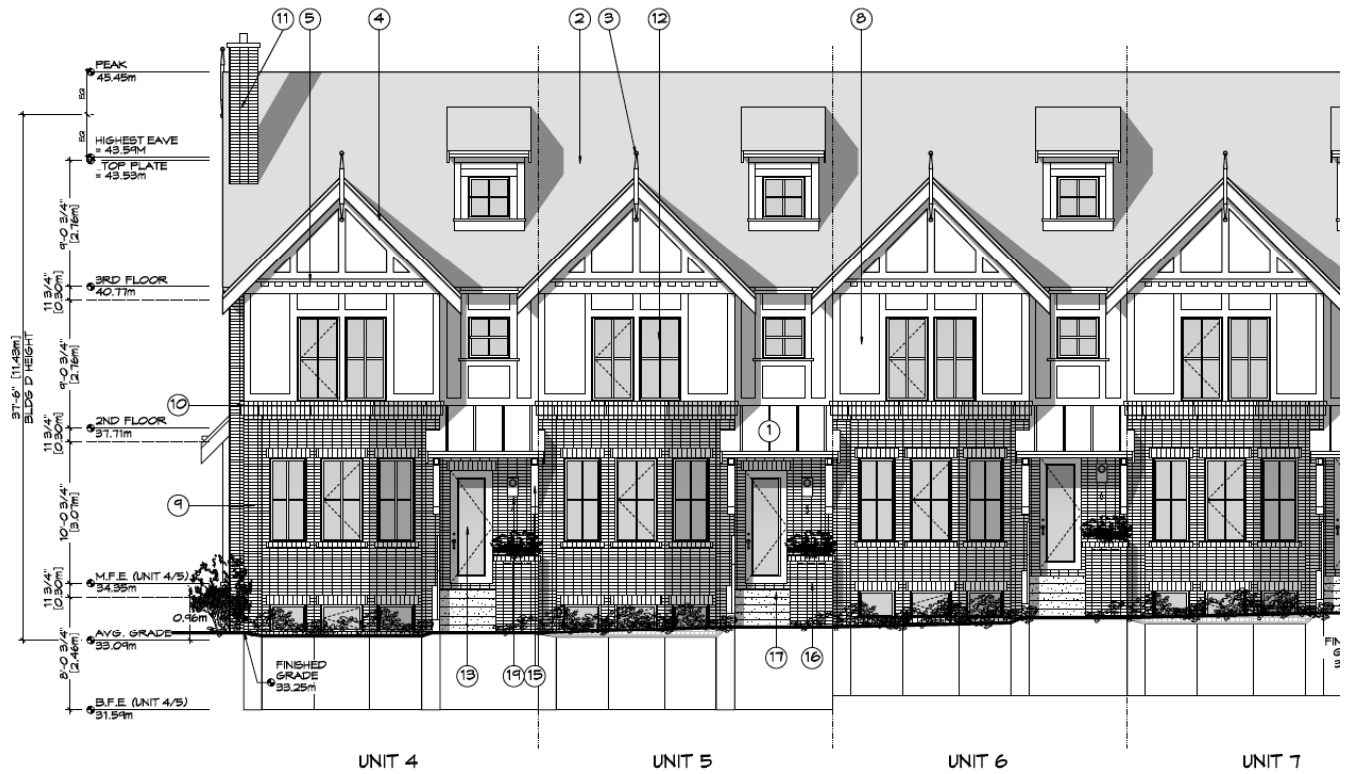 11
5
4
2
3
12
8
PEAK
45.45m
EQ
EQ
HIGHEST EAVE
= 43.59M
TOP PLATE
= 43.53m
9'-0 3/4"
[2.76m]
3RD FLOOR
40.77m
11 3/4"
[0.30m]
9'-0 3/4"
[2.76m]
37'-6" [11.43m]
BLDG D HEIGHT
10
2ND FLOOR
37.71m
11 3/4"
[0.30m]
1
9
10'-0 3/4"
[3.07m]
5
6
M.F.E. (UNIT 4/5)
34.35m
11 3/4"
[0.30m]
0.96m
AVG. GRADE
33.09m
8'-0 3/4"
[2.46m]
FINISHED
GRADE
33.25m
13
19
15
17
16
B.F.E. (UNIT 4/5)
31.59m
UNIT 4
UNIT 5
UNIT 6
UNIT 7